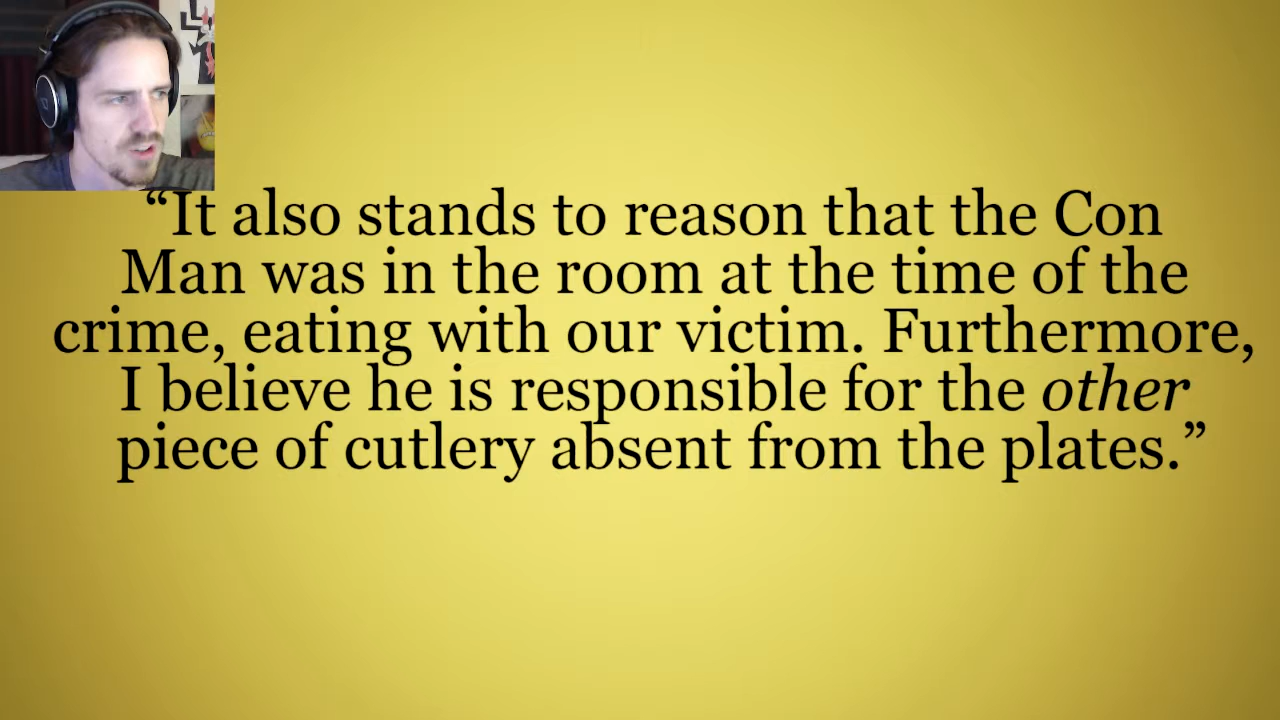 “It also stands to reason that the Con
Man was in the room at the time of the
crime, eating with our victim. Furthermore,
I believe he is responsible for the other
piece of cutlery absent from the plates.”